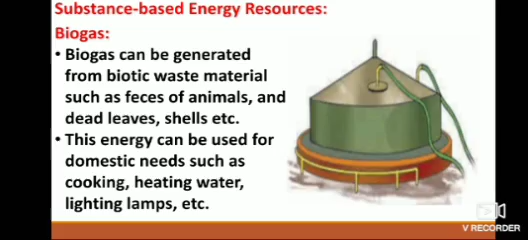 Substance-based Energy Resources:
Biogas:
• Biogas can be generated
from biotic waste material
such as feces of animals, and
dead leaves, shells etc.
• This energy can be used for
domestic needs such as
cooking, heating water,
lighting lamps, etc.
V RECORDER